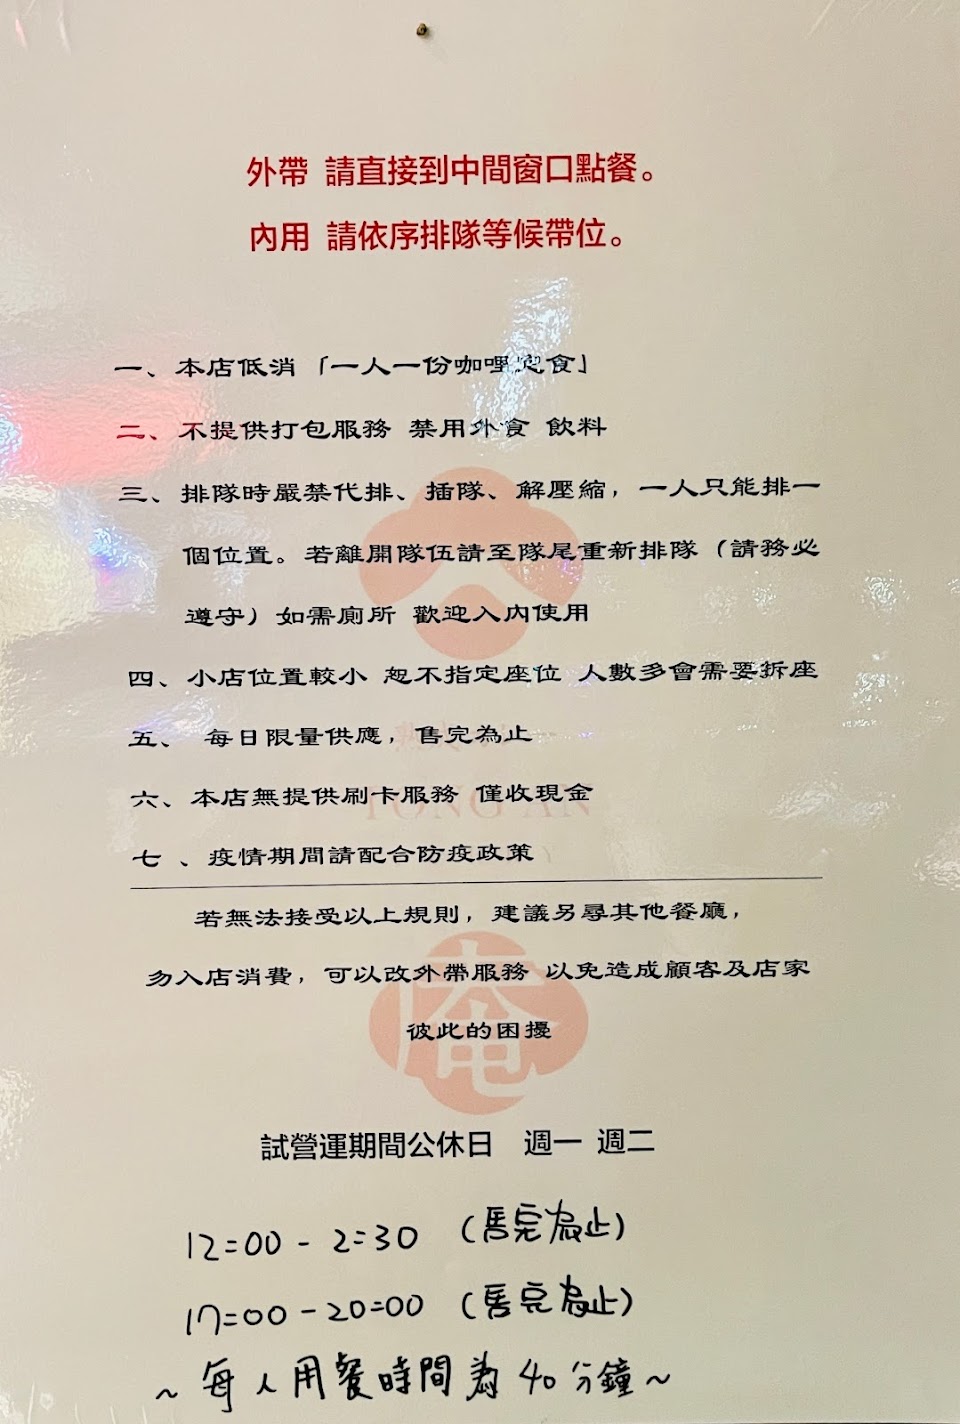 外帶 請直接到中間窗口點餐。
內用 請依序排隊等候帶位。
一、本店低消「一人一份咖哩定食」
二、不提供打包服務 禁用外食 飲料
三、排隊時嚴禁代排、插隊、解壓縮，一人只能排一
個位置。若離開隊伍請至隊尾重新排隊（請務必
遵守）如需廁所 歡迎入內使用
四、小店位置較小 恕不指定座位 人數多會需要拆座
五、 每日限量供應，售完為止
六、本店無提供刷卡服務 僅收現金
TONG AN
七 、疫情期間請配合防疫政策
若無法接受以上規則，建議另尋其他餐廳，
勿入店消費，可以改外帶服務 以免造成顧客及店家
庵
彼此的困擾
試營運期間公休日 週一 週二
12:00 - 2:30 (售完為止)
17:00 - 20:00 (售完為止)
~ 每人用餐時間為 40 分鐘 ~